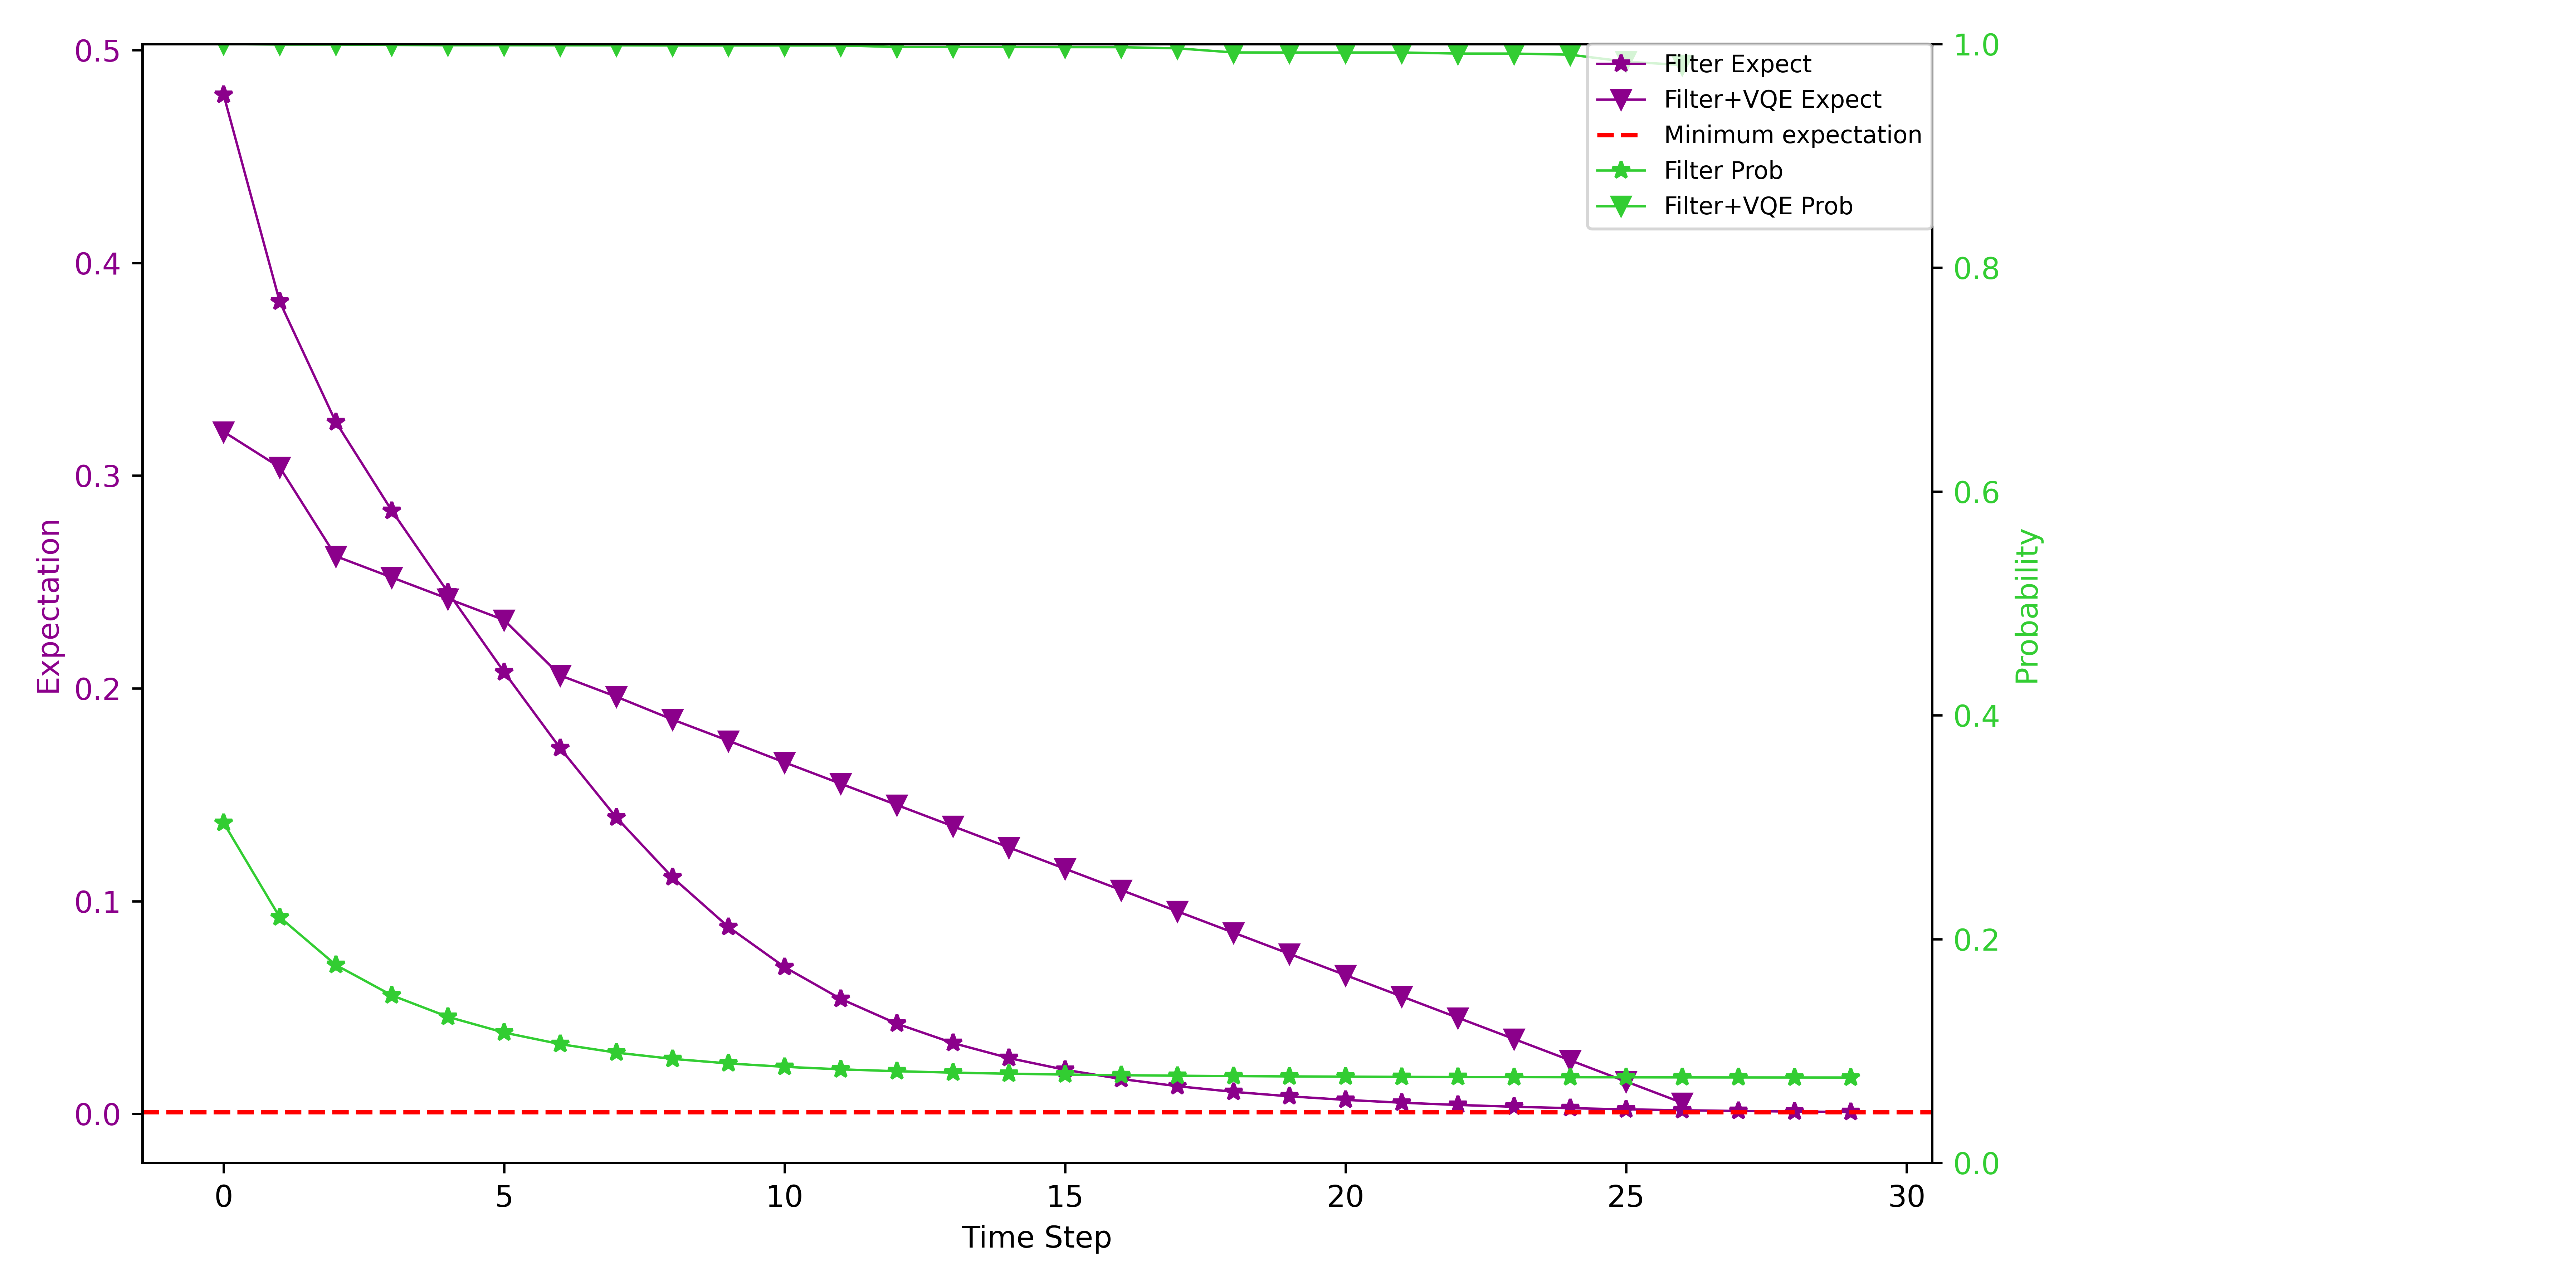 Filter Expect
Filter+VQE Expect
Minimum expectation
Filter Prob
Filter+VQE Prob
0.5
0.4
0.3
0.2
0.1
0.0
Expectation
1.0
0.8
0.6
0.4
0.2
0.0
Probability
0 5 10 15 20 25 30
Time Step